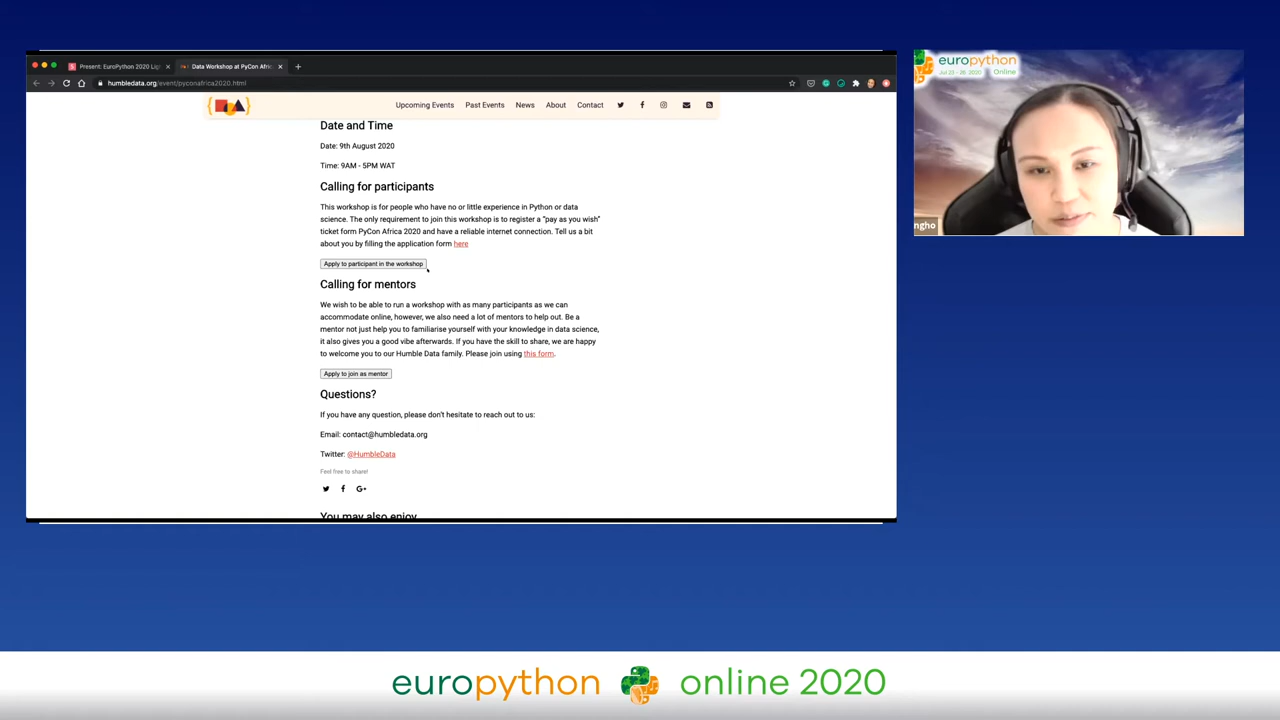 Present: EuroPython 2020 Lig
Data Workshop at PyCon Afric
humbledata.org/event/pyconafrica2020.html
Upcoming Events Past Events News About Contact
Date and Time
Date: 9th August 2020
Time: 9AM - 5PM WAT
Calling for participants
This workshop is for people who have no or little experience in Python or data
science. The only requirement to join this workshop is to register a "pay as you wish"
ticket form PyCon Africa 2020 and have a reliable internet connection. Tell us a bit
about you by filling the application form here
Apply to participant in the workshop
Calling for mentors
We wish to be able to run a workshop with as many participants as we can
accommodate online, however, we also need a lot of mentors to help out. Be a
mentor not just help you to familiarise yourself with your knowledge in data science,
it also gives you a good vibe afterwards. If you have the skill to share, we are happy
to welcome you to our Humble Data family. Please join using this form.
Apply to join as mentor
Questions?
If you have any question, please don't hesitate to reach out to us:
Email: contact@humbledata.org
Twitter: @HumbleData
Feel free to share!
You may also enjoy
europython
Jul 23 - 26, 2020 Online
ngho
europython online 2020